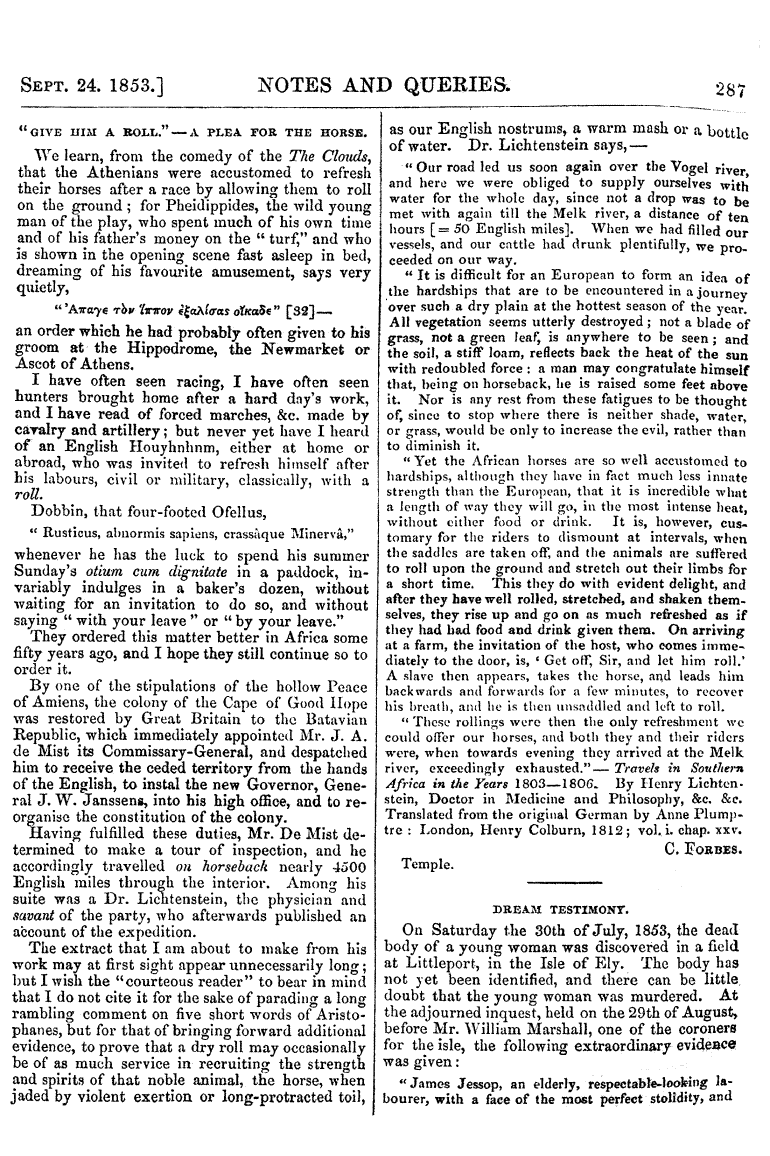 SEPT. 24. 1853.] NOTES AND QUERIES. 287
"GIVE HIM A ROLL."—A PLEA FOR THE HORSE.
We learn, from the comedy of the The Clouds,
that the Athenians were accustomed to refresh
their horses after a race by allowing them to roll
on the ground; for Pheidippides, the wild young
man of the play, who spent much of his own time
and of his father's money on the "turf," and who
is shown in the opening scene fast asleep in bed,
dreaming of his favourite amusement, says very
quietly,
"Ἄπαγε τὸν ἵππον ἐξαλίσας οἴκαδε" [32]—
an order which he had probably often given to his
groom at the Hippodrome, the Newmarket or
Ascot of Athens.
I have often seen racing, I have often seen
hunters brought home after a hard day's work,
and I have read of forced marches, &c. made by
cavalry and artillery; but never yet have I heard
of an English Houyhnhnm, either at home or
abroad, who was invited to refresh himself after
his labours, civil or military, classically, with a
roll.
Dobbin, that four-footed Ofellus,
"Rusticus, abnormis sapiens, crassâque Minervâ,"
whenever he has the luck to spend his summer
Sunday's otium cum dignitate in a paddock, in-
variably indulges in a baker's dozen, without
waiting for an invitation to do so, and without
saying "with your leave" or "by your leave."
They ordered this matter better in Africa some
fifty years ago, and I hope they still continue so to
order it.
By one of the stipulations of the hollow Peace
of Amiens, the colony of the Cape of Good Hope
was restored by Great Britain to the Batavian
Republic, which immediately appointed Mr. J. A.
de Mist its Commissary-General, and despatched
him to receive the ceded territory from the hands
of the English, to instal the new Governor, Gene-
ral J. W. Janssens, into his high office, and to re-
organise the constitution of the colony.
Having fulfilled these duties, Mr. De Mist de-
termined to make a tour of inspection, and he
accordingly travelled on horseback nearly 4500
English miles through the interior. Among his
suite was a Dr. Lichtenstein, the physician and
savant of the party, who afterwards published an
account of the expedition.
The extract that I am about to make from his
work may at first sight appear unnecessarily long;
but I wish the "courteous reader" to bear in mind
that I do not cite it for the sake of parading a long
rambling comment on five short words of Aristo-
phanes, but for that of bringing forward additional
evidence, to prove that a dry roll may occasionally
be of as much service in recruiting the strength
and spirits of that noble animal, the horse, when
jaded by violent exertion or long-protracted toil,
as our English nostrums, a warm mash or a bottle
of water. Dr. Lichtenstein says,—
"Our road led us soon again over the Vogel river,
and here we were obliged to supply ourselves with
water for the whole day, since not a drop was to be
met with again till the Melk river, a distance of ten
hours [= 50 English miles]. When we had filled our
vessels, and our cattle had drunk plentifully, we pro-
ceeded on our way.
"It is difficult for an European to form an idea of
the hardships that are to be encountered in a journey
over such a dry plain at the hottest season of the year.
All vegetation seems utterly destroyed; not a blade of
grass, not a green leaf, is anywhere to be seen; and
the soil, a stiff loam, reflects back the heat of the sun
with redoubled force: a man may congratulate himself
that, being on horseback, he is raised some feet above
it. Nor is any rest from these fatigues to be thought
of, since to stop where there is neither shade, water,
or grass, would be only to increase the evil, rather than
to diminish it.
"Yet the African horses are so well accustomed to
hardships, although they have in fact much less innate
strength than the European, that it is incredible what
a length of way they will go, in the most intense heat,
without either food or drink. It is, however, cus-
tomary for the riders to dismount at intervals, when
the saddles are taken off, and the animals are suffered
to roll upon the ground and stretch out their limbs for
a short time. This they do with evident delight, and
after they have well rolled, stretched, and shaken them-
selves, they rise up and go on as much refreshed as if
they had had food and drink given them. On arriving
at a farm, the invitation of the host, who comes imme-
diately to the door, is, 'Get off, Sir, and let him roll.'
A slave then appears, takes the horse, and leads him
backwards and forwards for a few minutes, to recover
his breath, and he is then unsaddled and left to roll.
"These rollings were then the only refreshment we
could offer our horses, and both they and their riders
were, when towards evening they arrived at the Melk
river, exceedingly exhausted."—Travels in Southern
Africa in the Years 1803—1806. By Henry Lichten-
stein, Doctor in Medicine and Philosophy, &c. &c.
Translated from the original German by Anne Plump-
tre: London, Henry Colburn, 1812; vol. i. chap. xxv.
C. FORBES.
Temple.
DREAM TESTIMONY.
On Saturday the 30th of July, 1853, the dead
body of a young woman was discovered in a field
at Littleport, in the Isle of Ely. The body has
not yet been identified, and there can be little
doubt that the young woman was murdered. At
the adjourned inquest, held on the 29th of August,
before Mr. William Marshall, one of the coroners
for the isle, the following extraordinary evidence
was given:
"James Jessop, an elderly, respectable-looking la-
bourer, with a face of the most perfect stolidity, and